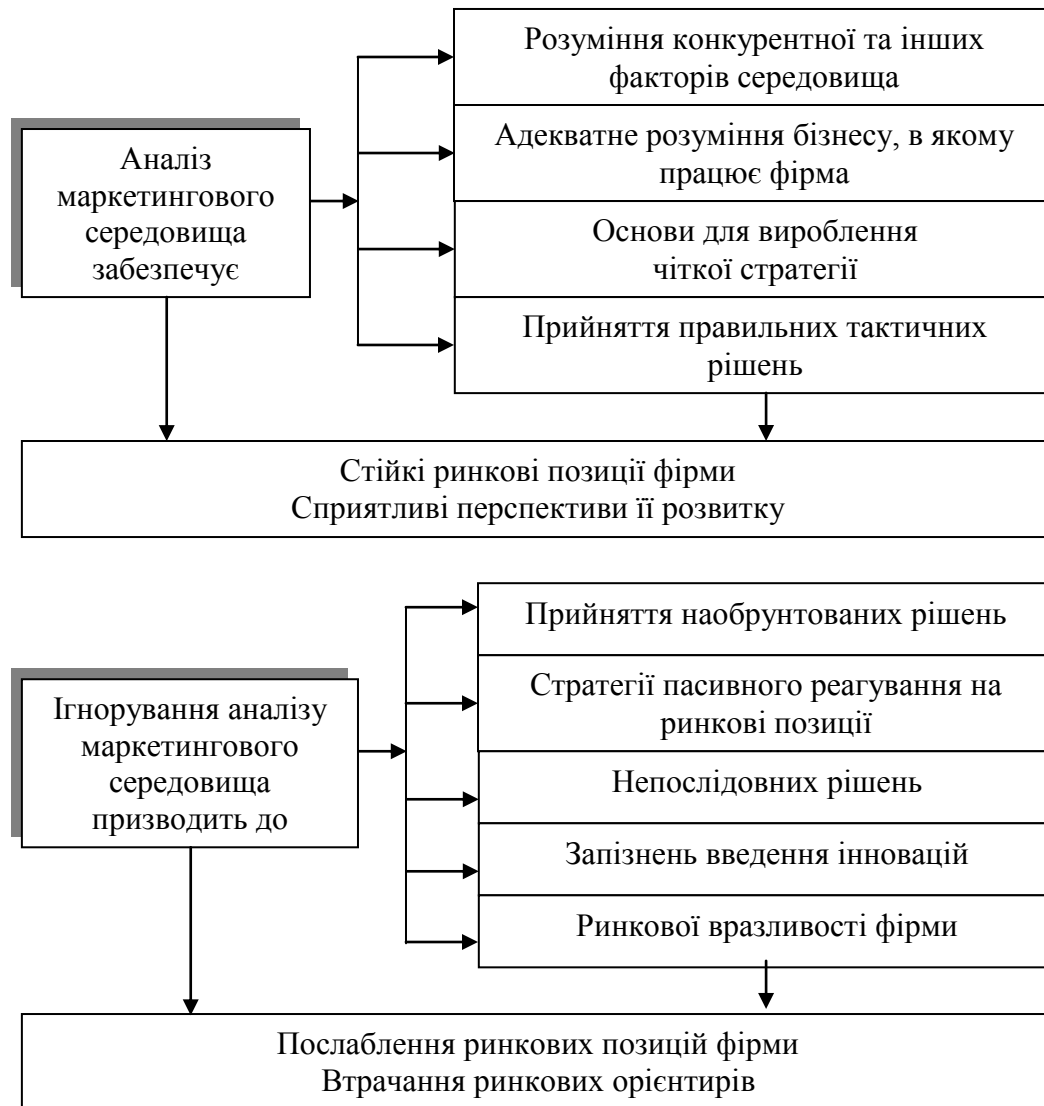 Розуміння конкурентної та інших
факторів середовища
Аналіз
маркетингового
середовища
забезпечує
Адекватне розуміння бізнесу, в якому
працює фірма
Основи для вироблення
чіткої стратегії
Прийняття правильних тактичних
рішень
Стійкі ринкові позиції фірми
Сприятливі перспективи її розвитку
Прийняття наобрунтованих рішень
Ігнорування аналізу
маркетингового
середовища
призводить до
Стратегії пасивного реагування на
ринкові позиції
Непослідовних рішень
Запізнень введення інновацій
Ринкової вразливості фірми
Послаблення ринкових позицій фірми
Втрачання ринкових орієнтирів